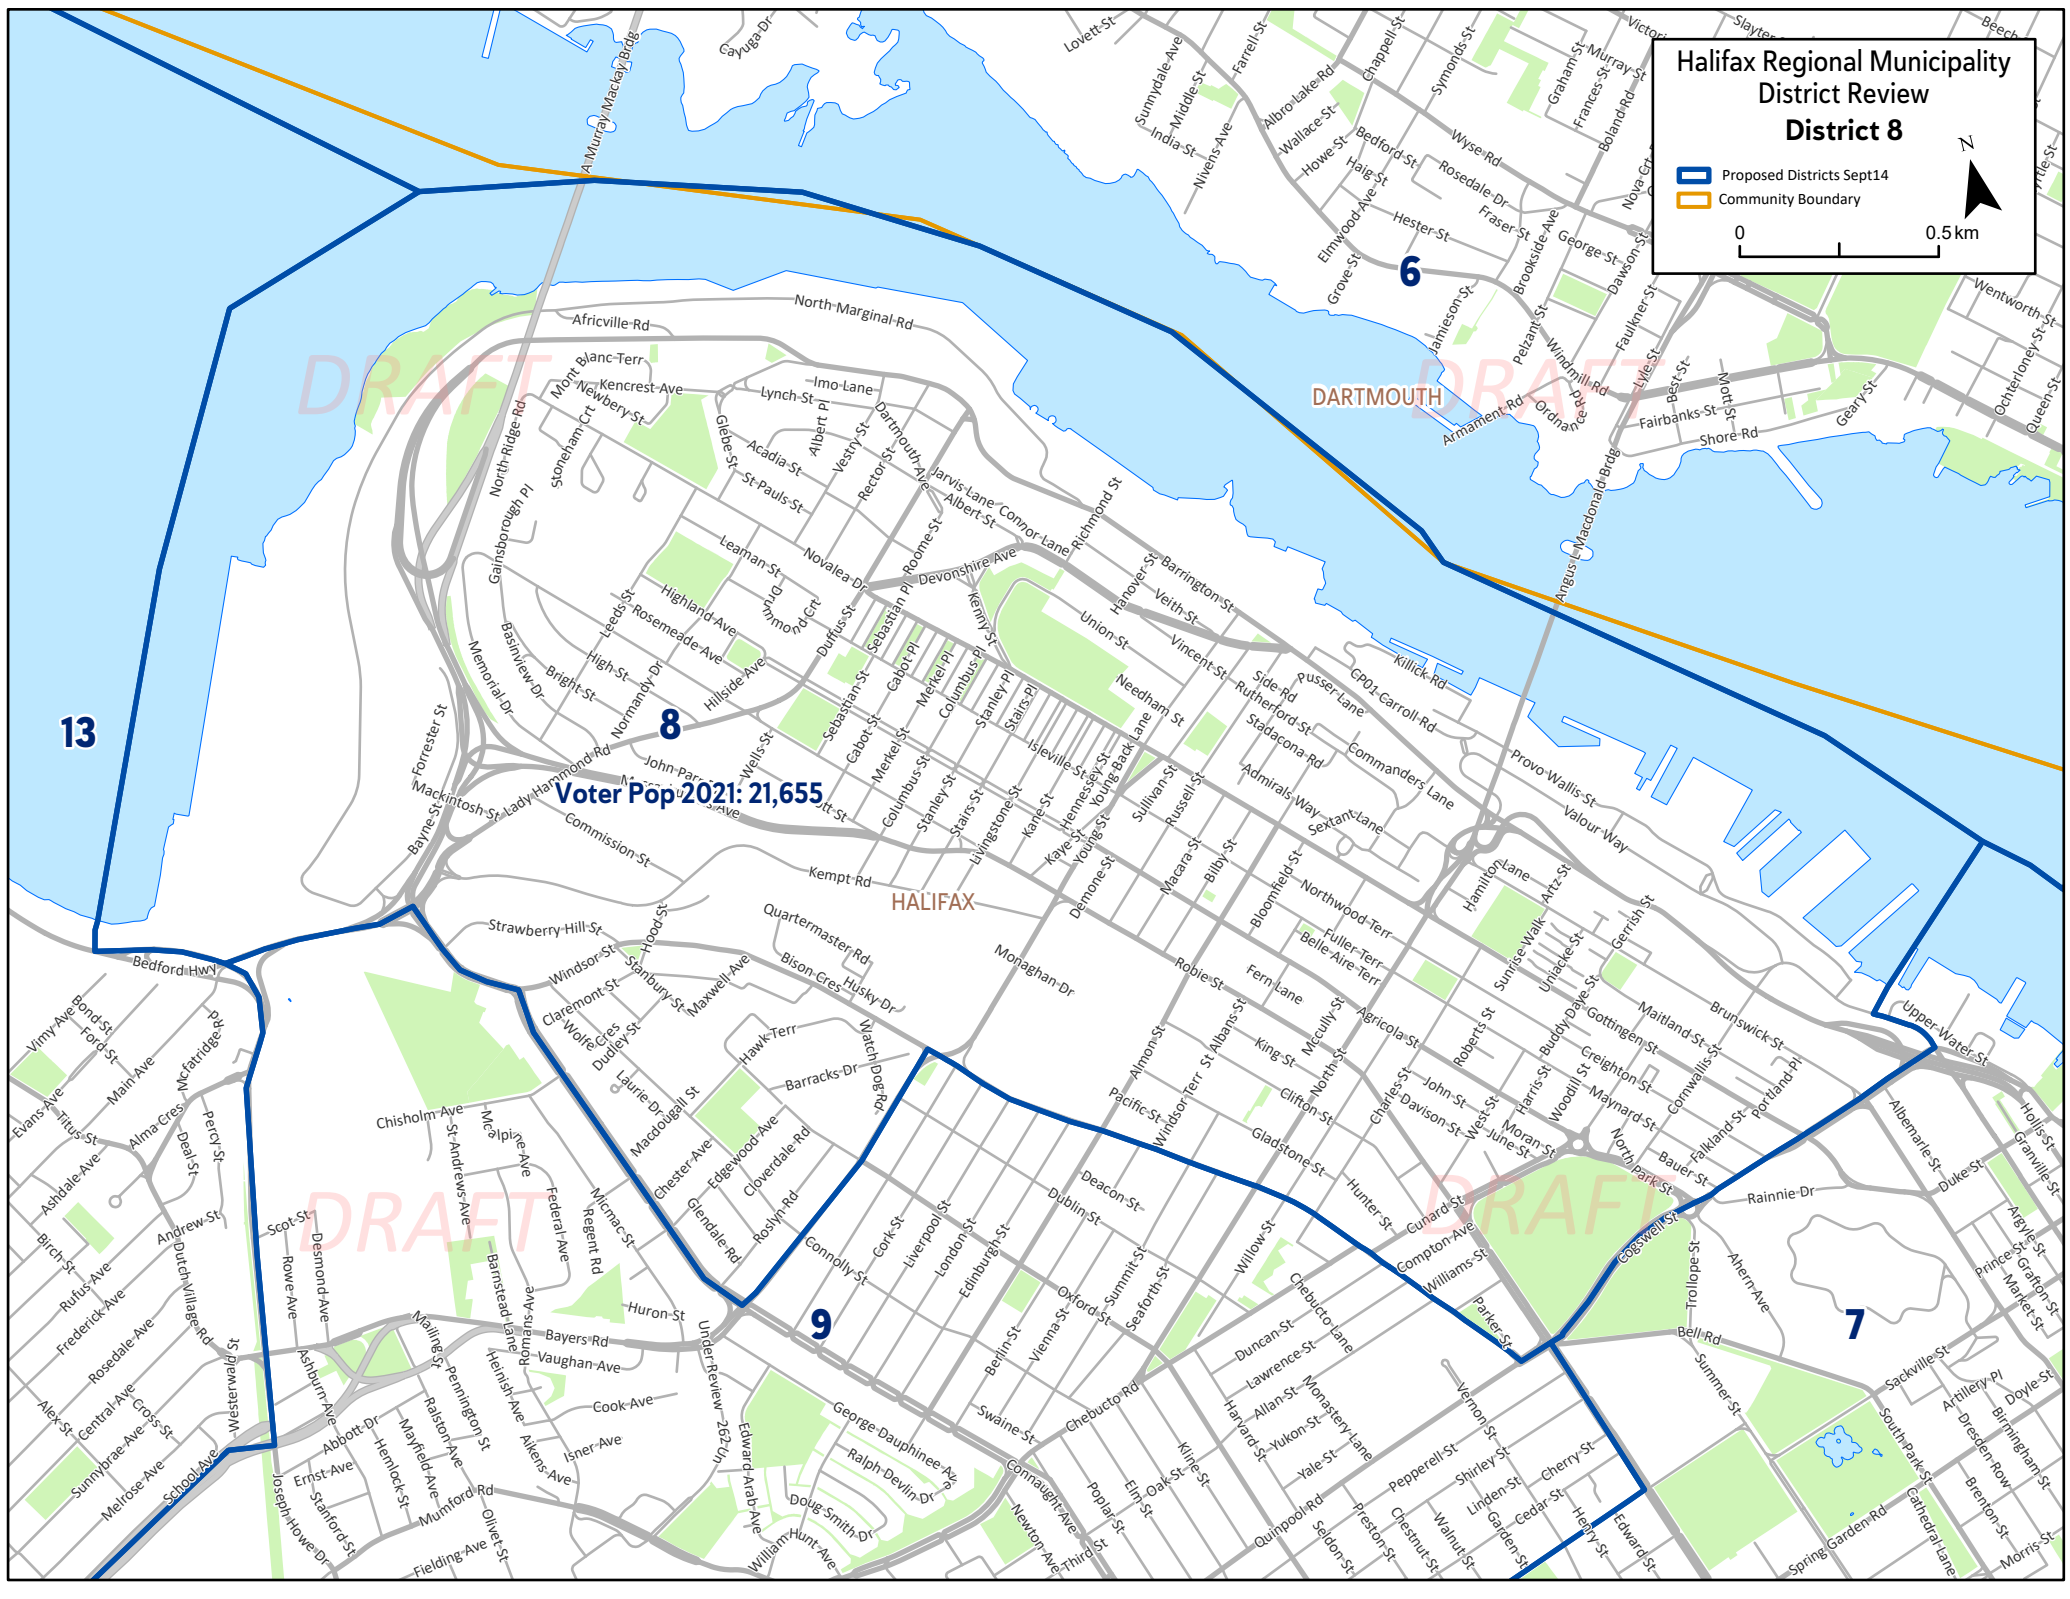 Halifax Regional Municipality
District Review
District 8
N
Proposed Districts Sept14
Community Boundary
0
0.5 km
Cayuga-Dr
A Murray Mackay Brdg
Lovett-St
Sunnydale-Ave
Middle-St
India-St
Nivens-Ave
Farrell-St
Albro-Lake-Rd
Wallace-St
Howe-St
Chappell-St
Bedford-St
Haig-St
Symonds-St
Wyse-Rd
Rosedale-Dr
Fraser-St
Hester-St
Elmwood-Ave
Grove-St
Graham-St
Murray-St
Frances-St
Boland-Rd
Brookside-Ave
George-St
Dawson-St
Faulkner-St
Jamieson-St
Pelzant-St
Windmill-Rd
Lyle-St
Best-St
Mott-St
Fairbanks-St
Shore-Rd
Geary-St
Ordnance-Rd
Armament-Rd
Wentworth-St
Ochterloney-St
Queen-St
6
DARTMOUTH
DRAFT
DRAFT
Angus-L-Macdonald-Brdg
North-Marginal-Rd
Africville-Rd
Mont Blanc-Terr
Kencrest-Ave
Newbery-St
Stoneham-Crt
North-Ridge-Rd
Gainsborough-Pl
Lynch-St
Imo-Lane
Glebe-St
Albert-Pl
Acadia-St
Vestry-St
Rector-St
St-Pauls-St
Dartmouth-Ave
Jarvis-Lane
Albert-St
Connor-Lane
Richmond-St
Roome-St
Devonshire-Ave
Leaman-St
Novalea-Dr
Drummond-Crt
Highland-Ave
Rosemeade-Ave
Leeds-St
High-St
Bright-St
Normandy-Dr
Hillside-Ave
Duffus-St
Basinview-Dr
Memorial-Dr
Sebastian-Pl
Cabot-Pl
Merkel-Pl
Columbus-Pl
Stanley-Pl
Stairs-Pl
Kenny-St
Union-St
Hanover-St
Veith-St
Barrington-St
Vincent-St
Needham-St
Side-Rd
Rutherford-St
Stadacona-Rd
Pusser-Lane
CP01-Carroll-Rd
Killick-Rd
Commanders-Lane
Admirals-Way
Sextant-Lane
Provo-Wallis-St
Valour-Way
13
8
Voter Pop 2021: 21,655
Forrester-St
Mackintosh-St
Bayne-St
Lady-Hammond-Rd
Wells-St
Sebastian-St
Cabot-St
Merkel-St
Columbus-St
Stanley-St
Stairs-St
Livingstone-St
Kane-St
Isleville-St
Hennessey-St
Young-Back-Lane
Kaye-St
Young-St
Sullivan-St
Russell-St
Demone-St
Macara-St
Bilby-St
Bloomfield-St
Commission-St
Kempt-Rd
HALIFAX
Northwood-Terr
Fuller-Terr
Belle-Aire-Terr
Hamilton-Lane
Artz-St
Sunrise-Walk
Uniacke-St
Gerrish-St
Strawberry-Hill-St
Windsor-St
Hood-St
Stanbury-St
Maxwell-Ave
Quartermaster-Rd
Bison-Cres
Husky-Dr
Monaghan-Dr
Robie-St
Fern-Lane
Agricola-St
Mccully-St
Claremont-St
Wolfe-Cres
Dudley-St
Laurie-Dr
Hawk-Terr
Barracks-Dr
Watch-Dog-Rd
Macdougall-St
Chester-Ave
Edgewood-Ave
Cloverdale-Rd
Roslyn-Rd
Glendale-Rd
Almon-St
St-Albans-St
Windsor-Terr
Pacific-St
King-St
North-St
Clifton-St
Gladstone-St
Hunter-St
Charles-St
Davison-St
John-St
Roberts-St
West-St
June-St
Moran-St
Harris-St
Woodill-St
Buddy-Daye-St
Creighton-St
Gottingen-St
Maynard-St
Maitland-St
Brunswick-St
Cornwallis-St
Portland-Pl
Falkland-St
Bauer-St
North-Park-St
Rainnie-Dr
Upper-Water-St
Albemarle-St
Duke-St
Hollis-St
Granville-St
Argyle-St
Prince-St
Grafton-St
Market-St
Bedford Hwy
Vimy-Ave
Bond-St
Ford-St
Main-Ave
Mcfatridge-Rd
Evans-Ave
Titus-St
Alma-Cres
Deal-St
Percy-St
Ashdale-Ave
Andrew-St
Birch-St
Rufus-Ave
Frederick-Ave
Rosedale-Ave
Dutch-Village-Rd
Central-Ave
Cross-St
Alex-St
Sunnybrae-Ave
Melrose-Ave
School-Ave
Westerwald-St
Scot-St
Rowe-Ave
Desmond-Ave
DRAFT
Chisholm-Ave
St-Andrews-Ave
Mcalpine-Ave
Federal-Ave
Micmac-St
Regent-Rd
Barnstead-Lane
Romans-Ave
Huron-St
Bayers-Rd
Vaughan-Ave
Mailing-St
Pennington-St
Heinish-Ave
Cook-Ave
Isner-Ave
Aikens-Ave
Ralston-Ave
Mayfield-Ave
Hemlock-St
Abbott-Dr
Ashburn-Ave
Ernst-Ave
Stanford-St
Joseph-Howe-Dr
Mumford-Rd
Olivet-St
Fielding-Ave
9
Under-Review-262-Un
Edward-Arab-Ave
George-Dauphinee-Ave
Ralph-Devlin-Dr
Doug-Smith-Dr
William-Hunt-Ave
Connolly-St
Cork-St
Liverpool-St
London-St
Edinburgh-St
Dublin-St
Deacon-St
Oxford-St
Berlin-St
Vienna-St
Summit-St
Seaforth-St
Willow-St
Swaine-St
Chebucto-Rd
Connaught-Ave
Newton-Ave
Third-St
Poplar-St
Elm-St
Oak-St
Kline-St
Harvard-St
Duncan-St
Lawrence-St
Allan-St
Yukon-St
Yale-St
Monastery-Lane
Chebucto-Lane
Cunard-St
Compton-Ave
Williams-St
Parker-St
Quinpool-Rd
Seldon-St
Preston-St
Chestnut-St
Walnut-St
Pepperell-St
Shirley-St
Vernon-St
Linden-St
Garden-St
Cedar-St
Cherry-St
Henry-St
Edward-St
DRAFT
Cogswell-St
Trollope-St
Ahern-Ave
Bell-Rd
Summer-St
7
Sackville-St
Artillery-Pl
Doyle-St
Dresden-Row
Birmingham-St
South-Park-St
Cathedral-Lane
Brenton-St
Spring-Garden-Rd
Morris-St